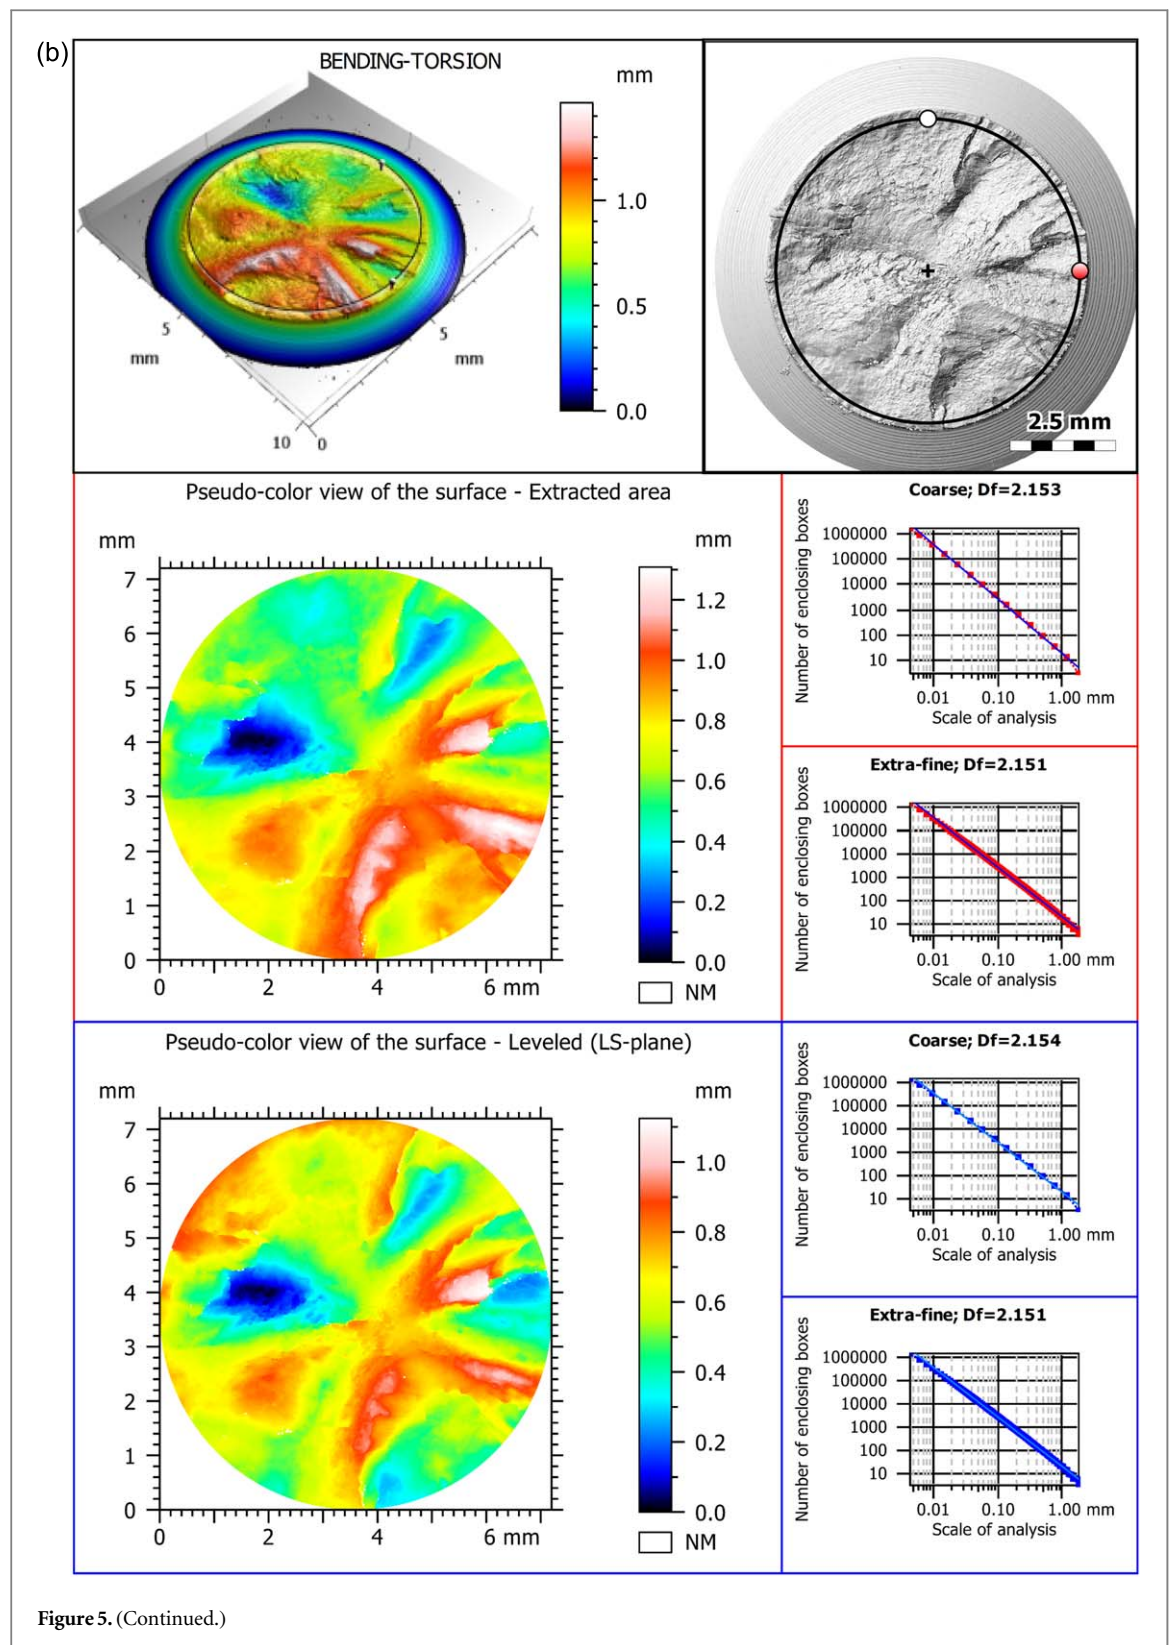 (b)
BENDING-TORSION
mm
1.0
0.5
0.0
5
mm
5
mm
10
0
2.5 mm
Pseudo-color view of the surface - Extracted area
mm
7
6
5
4
3
2
1
0
0 2 4 6 mm
mm
1.2
1.0
0.8
0.6
0.4
0.2
0.0
NM
Coarse; Df=2.153
Number of enclosing boxes
1000000
100000
10000
1000
100
10
0.01 0.10 1.00 mm
Scale of analysis
Extra-fine; Df=2.151
Number of enclosing boxes
1000000
100000
10000
1000
100
10
0.01 0.10 1.00 mm
Scale of analysis
Pseudo-color view of the surface - Leveled (LS-plane)
mm
7
6
5
4
3
2
1
0
0 2 4 6 mm
mm
1.0
0.8
0.6
0.4
0.2
0.0
NM
Coarse; Df=2.154
Number of enclosing boxes
1000000
100000
10000
1000
100
10
0.01 0.10 1.00 mm
Scale of analysis
Extra-fine; Df=2.151
Number of enclosing boxes
1000000
100000
10000
1000
100
10
0.01 0.10 1.00 mm
Scale of analysis
Figure 5. (Continued.)